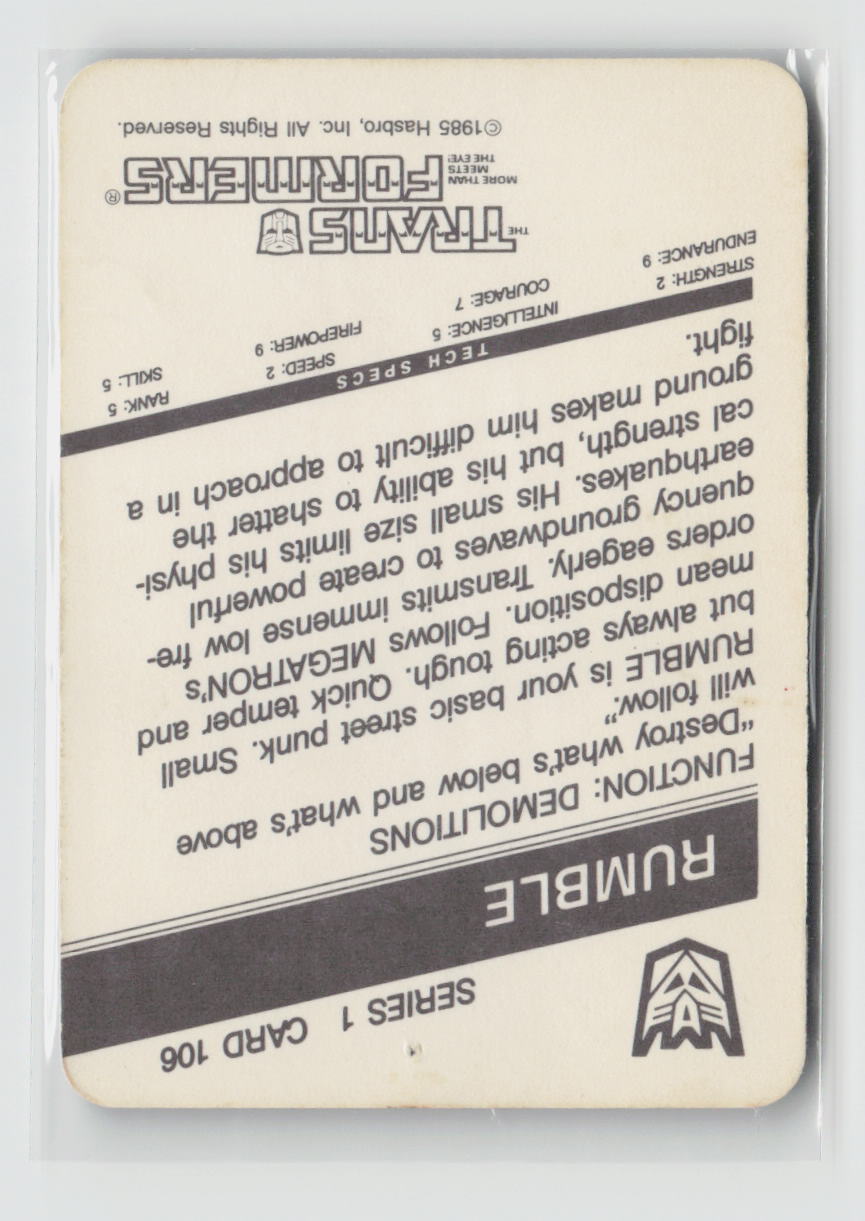 SERIES 1 CARD 106
RUMBLE
FUNCTION: DEMOLITIONS
"Destroy what's below and what's above
will follow."
RUMBLE is your basic street punk. Small
but always acting tough. Quick temper and
mean disposition. Follows MEGATRON'S
orders eagerly. Transmits immense low fre-
quency groundwaves to create powerful
earthquakes. His small size limits his physi-
cal strength, but, his ability to shatter the
ground makes him difficult to approach in a
fight.
TECH SPECS
STRENGTH: 2 INTELLIGENCE: 5 SPEED: 2 RANK: 5
ENDURANCE: 9 COURAGE: 7 FIREPOWER: 9 SKILL: 5
THE TRANS
FORMERS®
MORE THAN
MEETS
THE EYE!
©1985 Hasbro, Inc. All Rights Reserved.